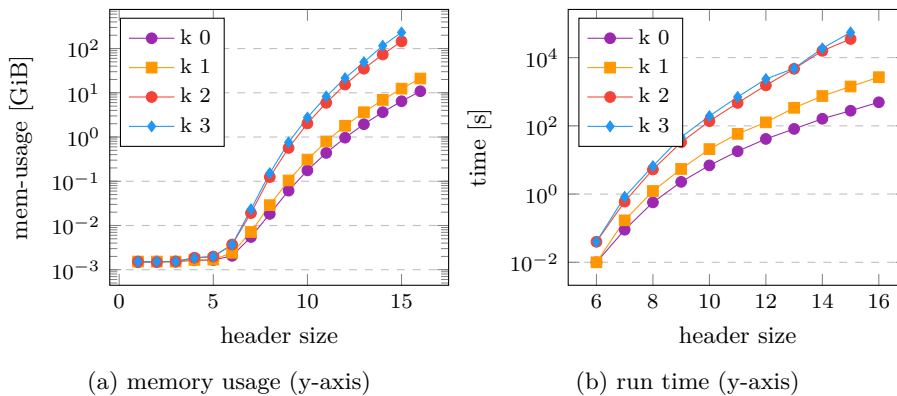 mem-usage [GiB]
10^2
10^1
10^0
10^−1
10^−2
10^−3
k 0
k 1
k 2
k 3
0 5 10 15
header size
(a) memory usage (y-axis)
time [s]
10^4
10^2
10^0
10^−2
k 0
k 1
k 2
k 3
6 8 10 12 14 16
header size
(b) run time (y-axis)